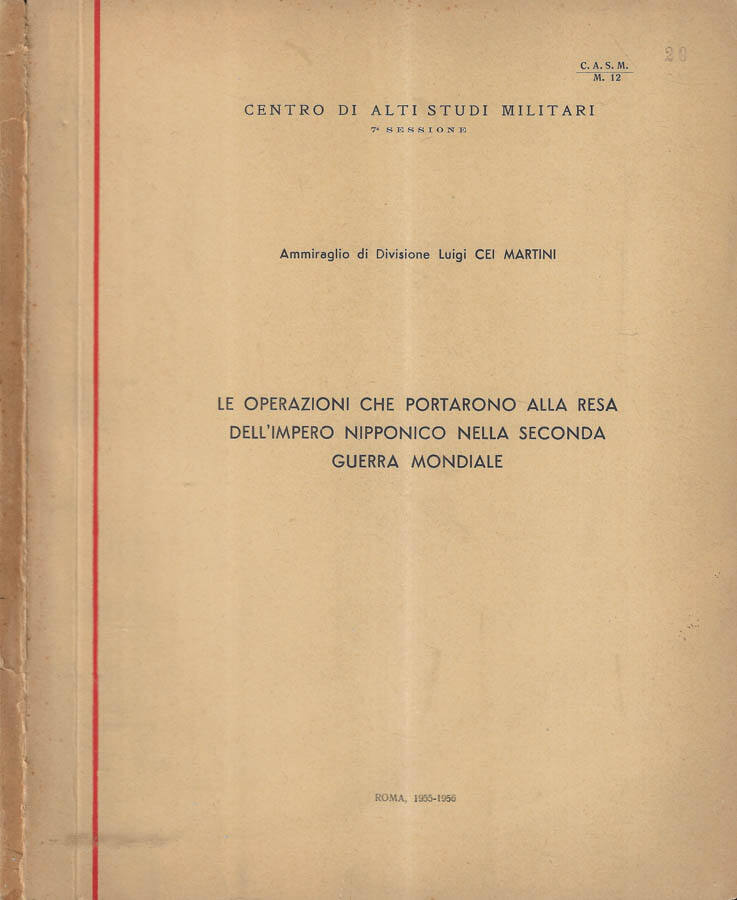 20
C. A. S. M.
M. 12
CENTRO DI ALTI STUDI MILITARI
7ª SESSIONE
Ammiraglio di Divisione Luigi CEI MARTINI
LE OPERAZIONI CHE PORTARONO ALLA RESA
DELL'IMPERO NIPPONICO NELLA SECONDA
GUERRA MONDIALE
ROMA, 1955-1956